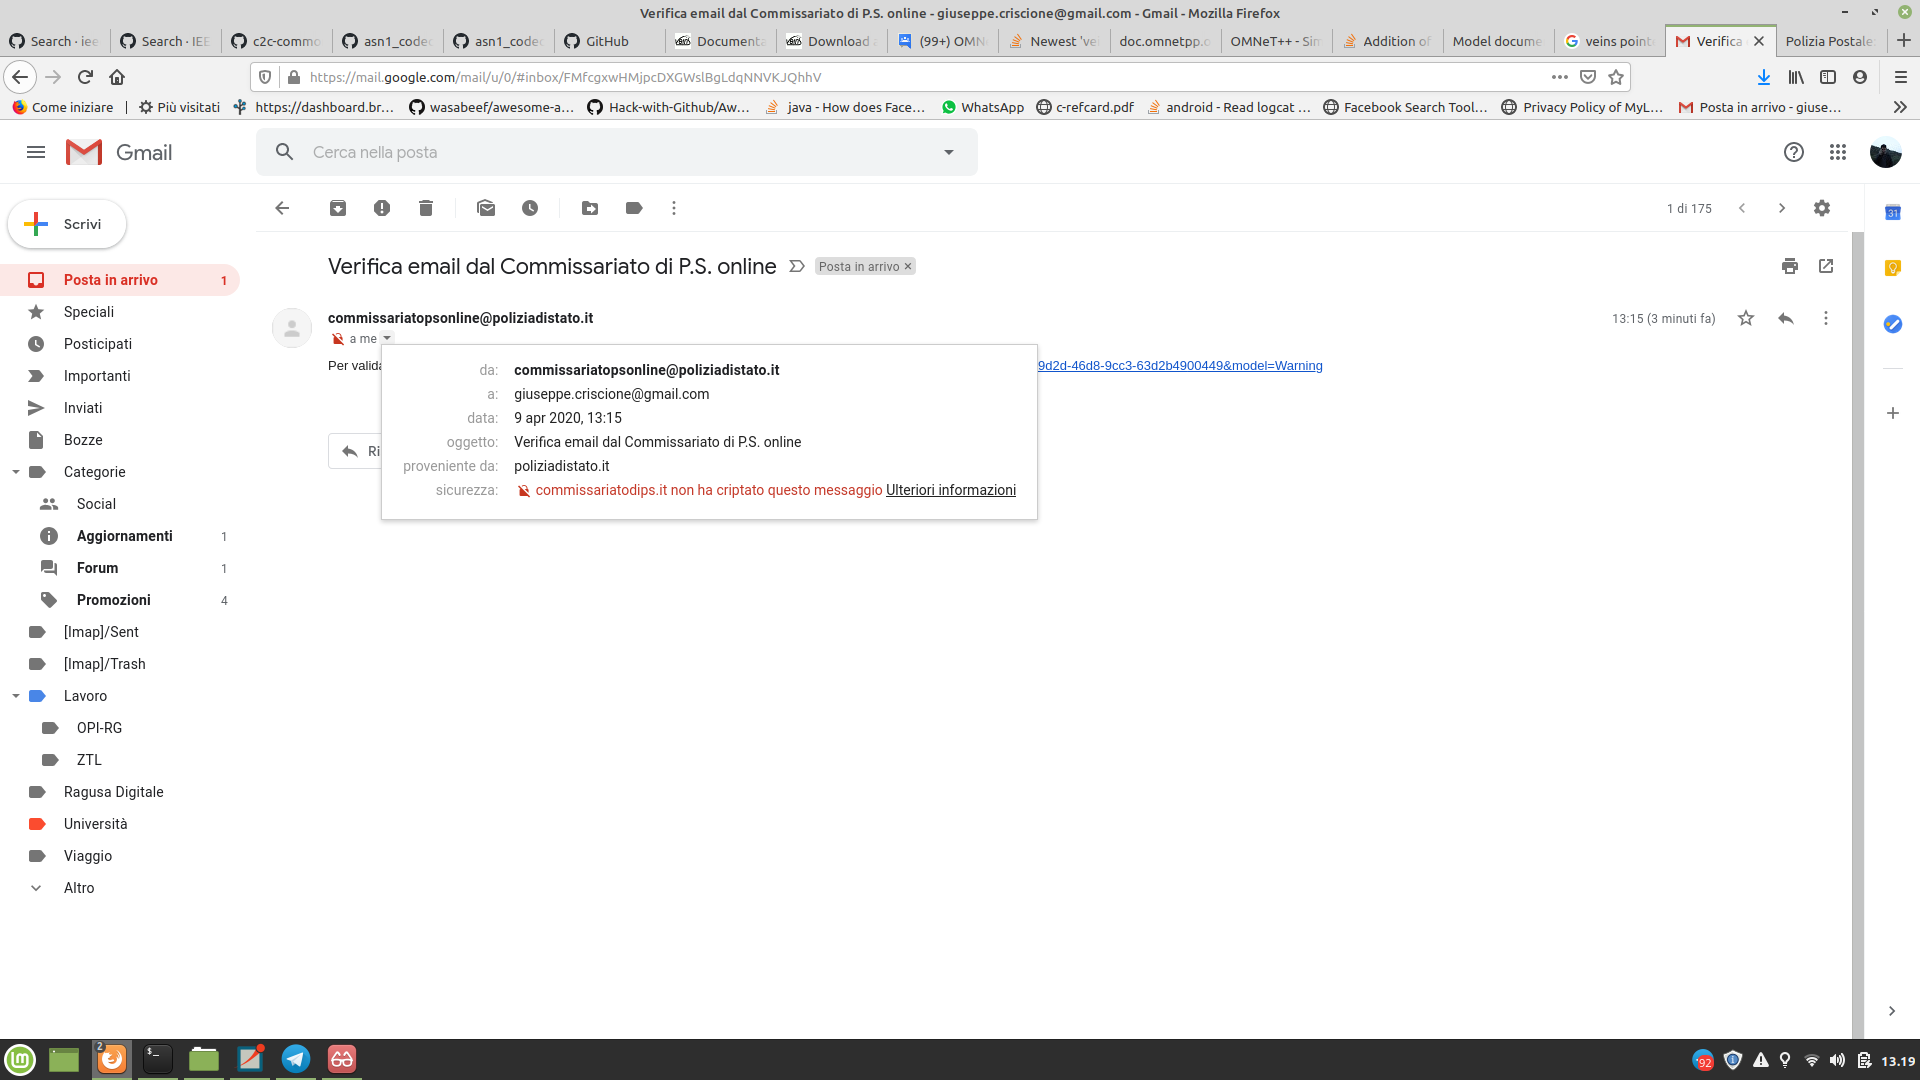 Verifica email dal Commissariato di P.S. online - giuseppe.criscione@gmail.com - Gmail - Mozilla Firefox
Search · iee
Search · IEE
c2c-commo
asn1_codec
asn1_codec
GitHub
Documenta
Download a
(99+) OMN
Newest 'vei
doc.omnetpp.o
OMNeT++ - Sim
Addition of
Model docume
veins point
Verifica
Polizia Postale
https://mail.google.com/mail/u/0/#inbox/FMfcgxwHMjpcDXGWslBgLdqNNVKJQhhV
Come iniziare
Più visitati
https://dashboard.br…
wasabeef/awesome-a…
Hack-with-Github/Aw…
java - How does Face…
WhatsApp
c-refcard.pdf
android - Read logcat …
Facebook Search Tool…
Privacy Policy of MyL…
Posta in arrivo - giuse…
Gmail
Cerca nella posta
Scrivi
1 di 175
31
Verifica email dal Commissariato di P.S. online
Posta in arrivo ×
Posta in arrivo 1
Speciali
Posticipati
Importanti
Inviati
Bozze
Categorie
Social
Aggiornamenti 1
Forum 1
Promozioni 4
[Imap]/Sent
[Imap]/Trash
Lavoro
OPI-RG
ZTL
Ragusa Digitale
Università
Viaggio
Altro
commissariatopsonline@poliziadistato.it
13:15 (3 minuti fa)
a me
Per valida
9d2d-46d8-9cc3-63d2b4900449&model=Warning
Ri
da: commissariatopsonline@poliziadistato.it
a: giuseppe.criscione@gmail.com
data: 9 apr 2020, 13:15
oggetto: Verifica email dal Commissariato di P.S. online
proveniente da: poliziadistato.it
sicurezza: commissariatodips.it non ha criptato questo messaggio Ulteriori informazioni
2
92
13.19